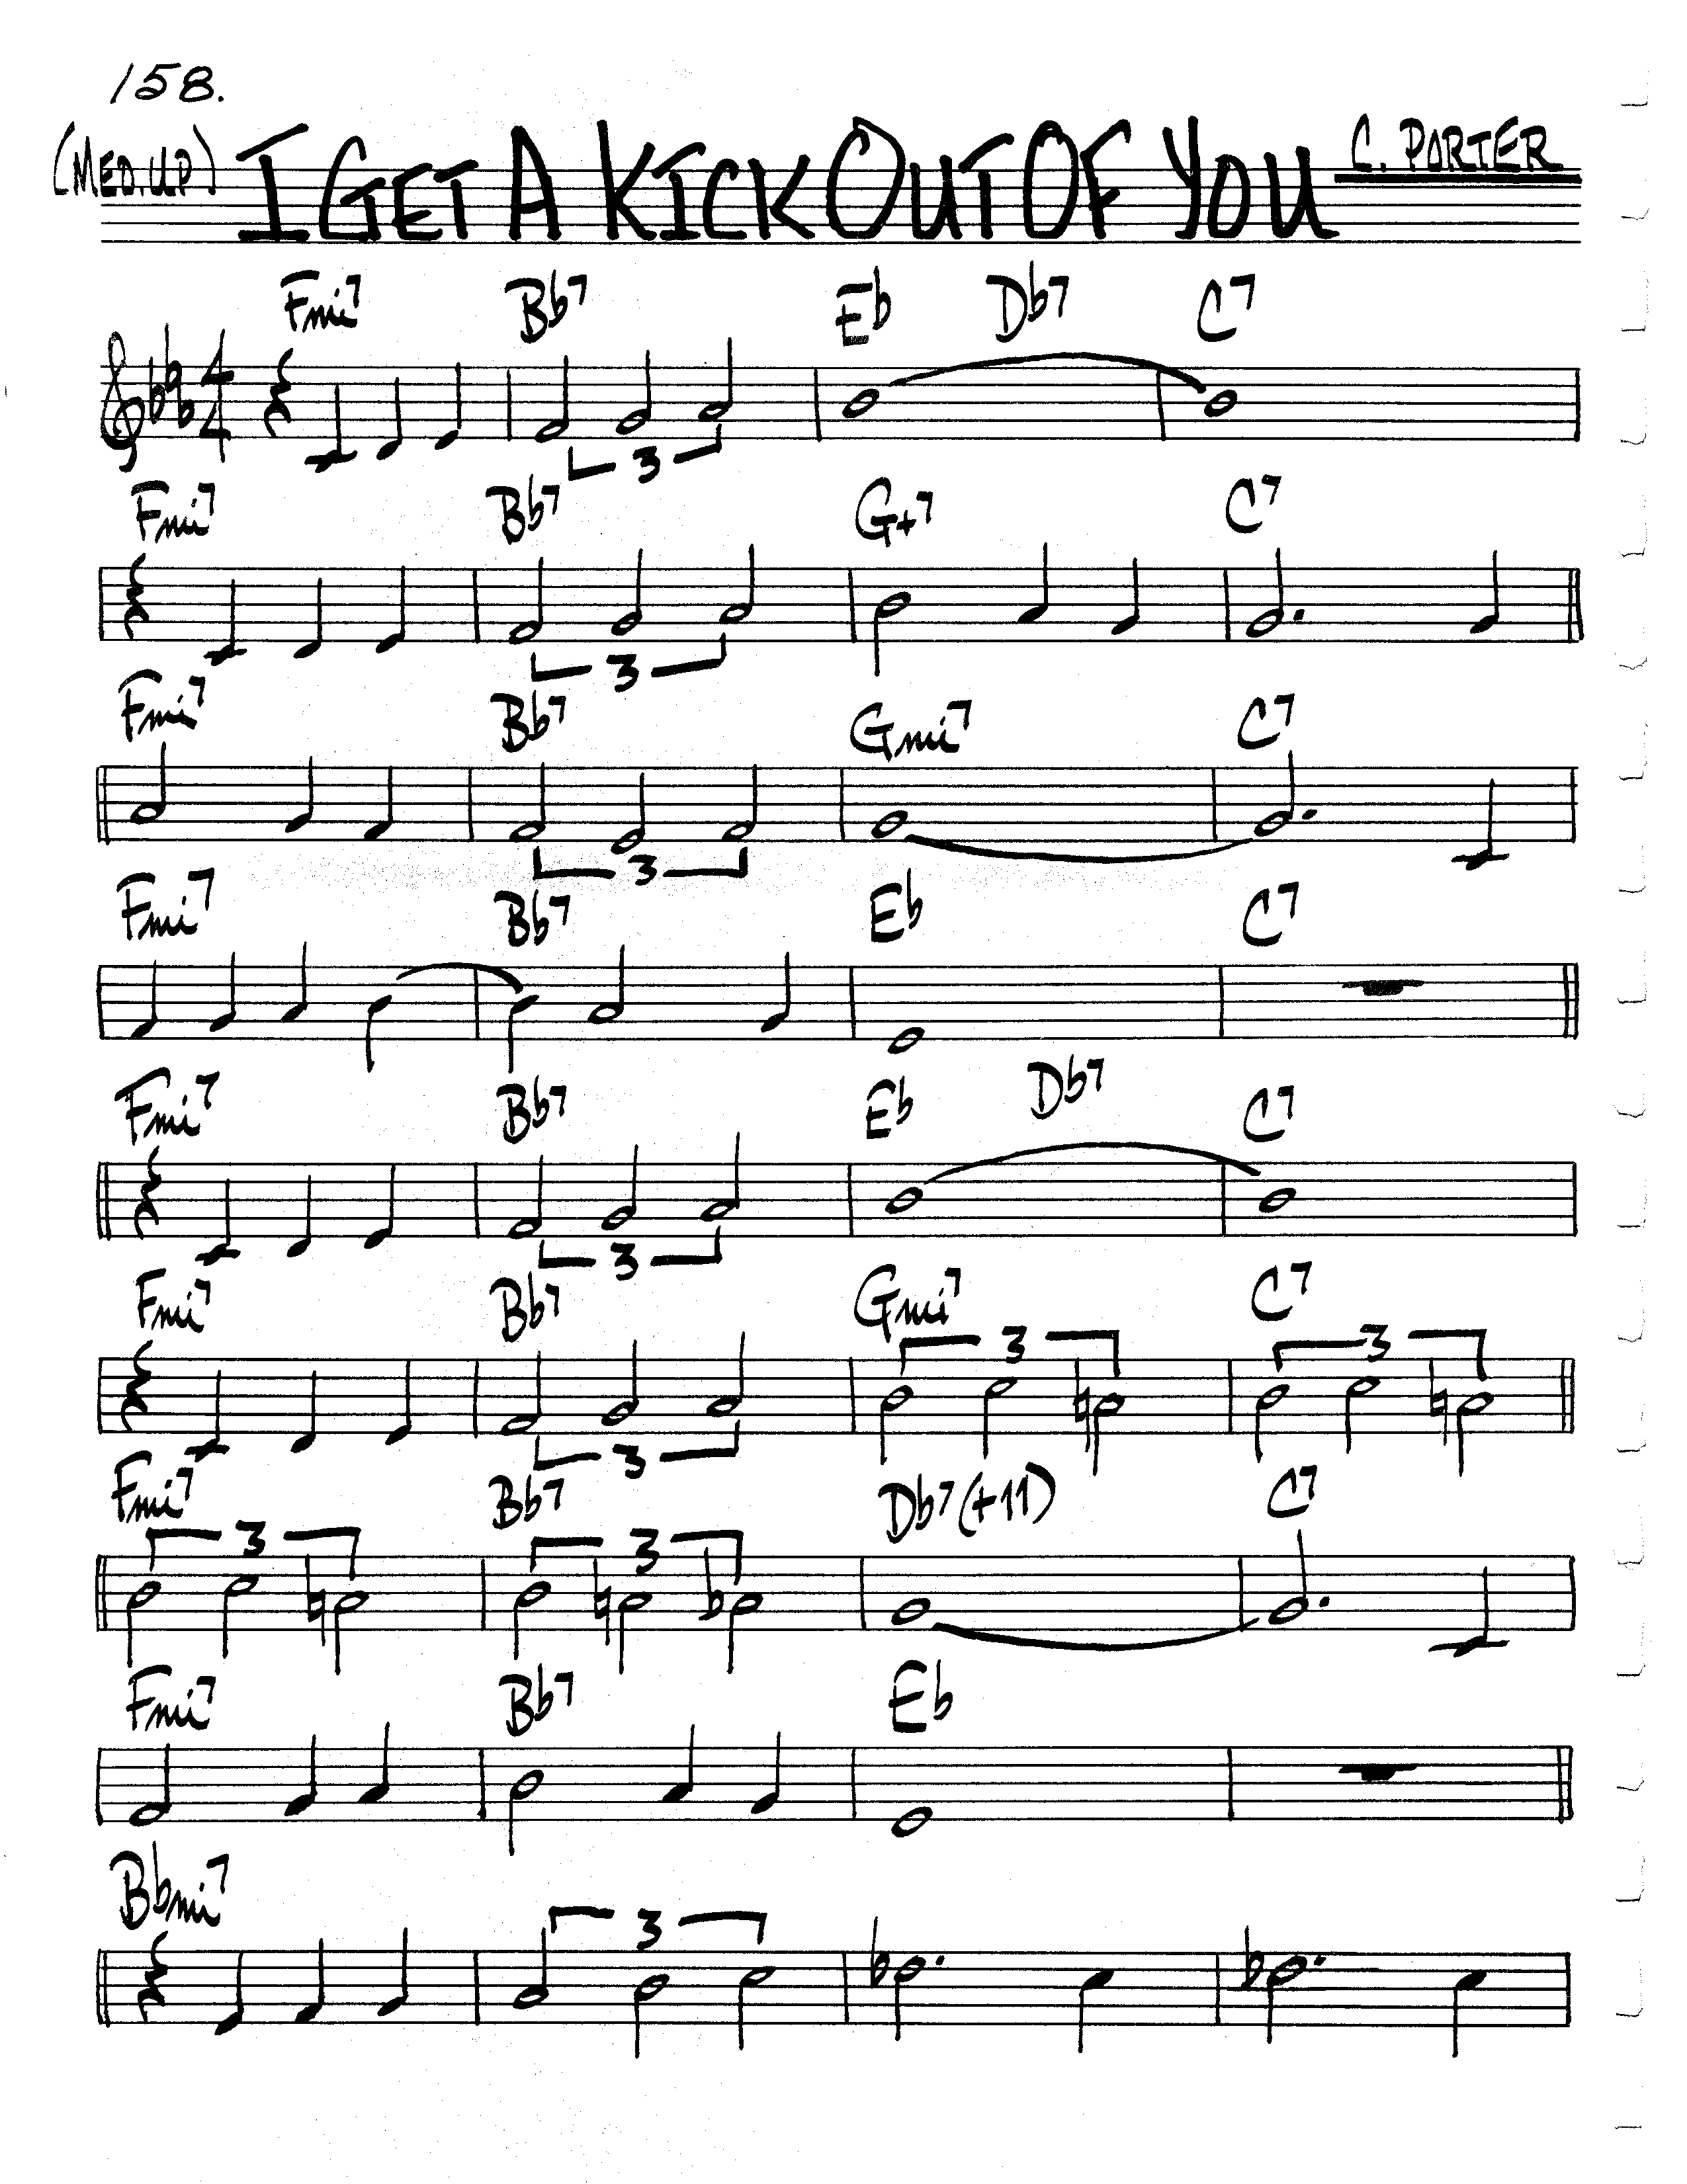 158.
(MED. UP) I GET A KICK OUT OF YOU C. PORTER
Fmi7 Bb7 Eb Db7 C7
4
4
3
Fmi7 Bb7 G+7 C7
3
Fmi7 Bb7 Gmi7 C7
3
Fmi7 Bb7 Eb C7
Fmi7 Bb7 Eb Db7 C7
3
Fmi7 Bb7 Gmi7 C7
3 3
3
Fmi7 Bb7 Db7(+11) C7
3 3
Fmi7 Bb7 Eb
Bbmi7
3